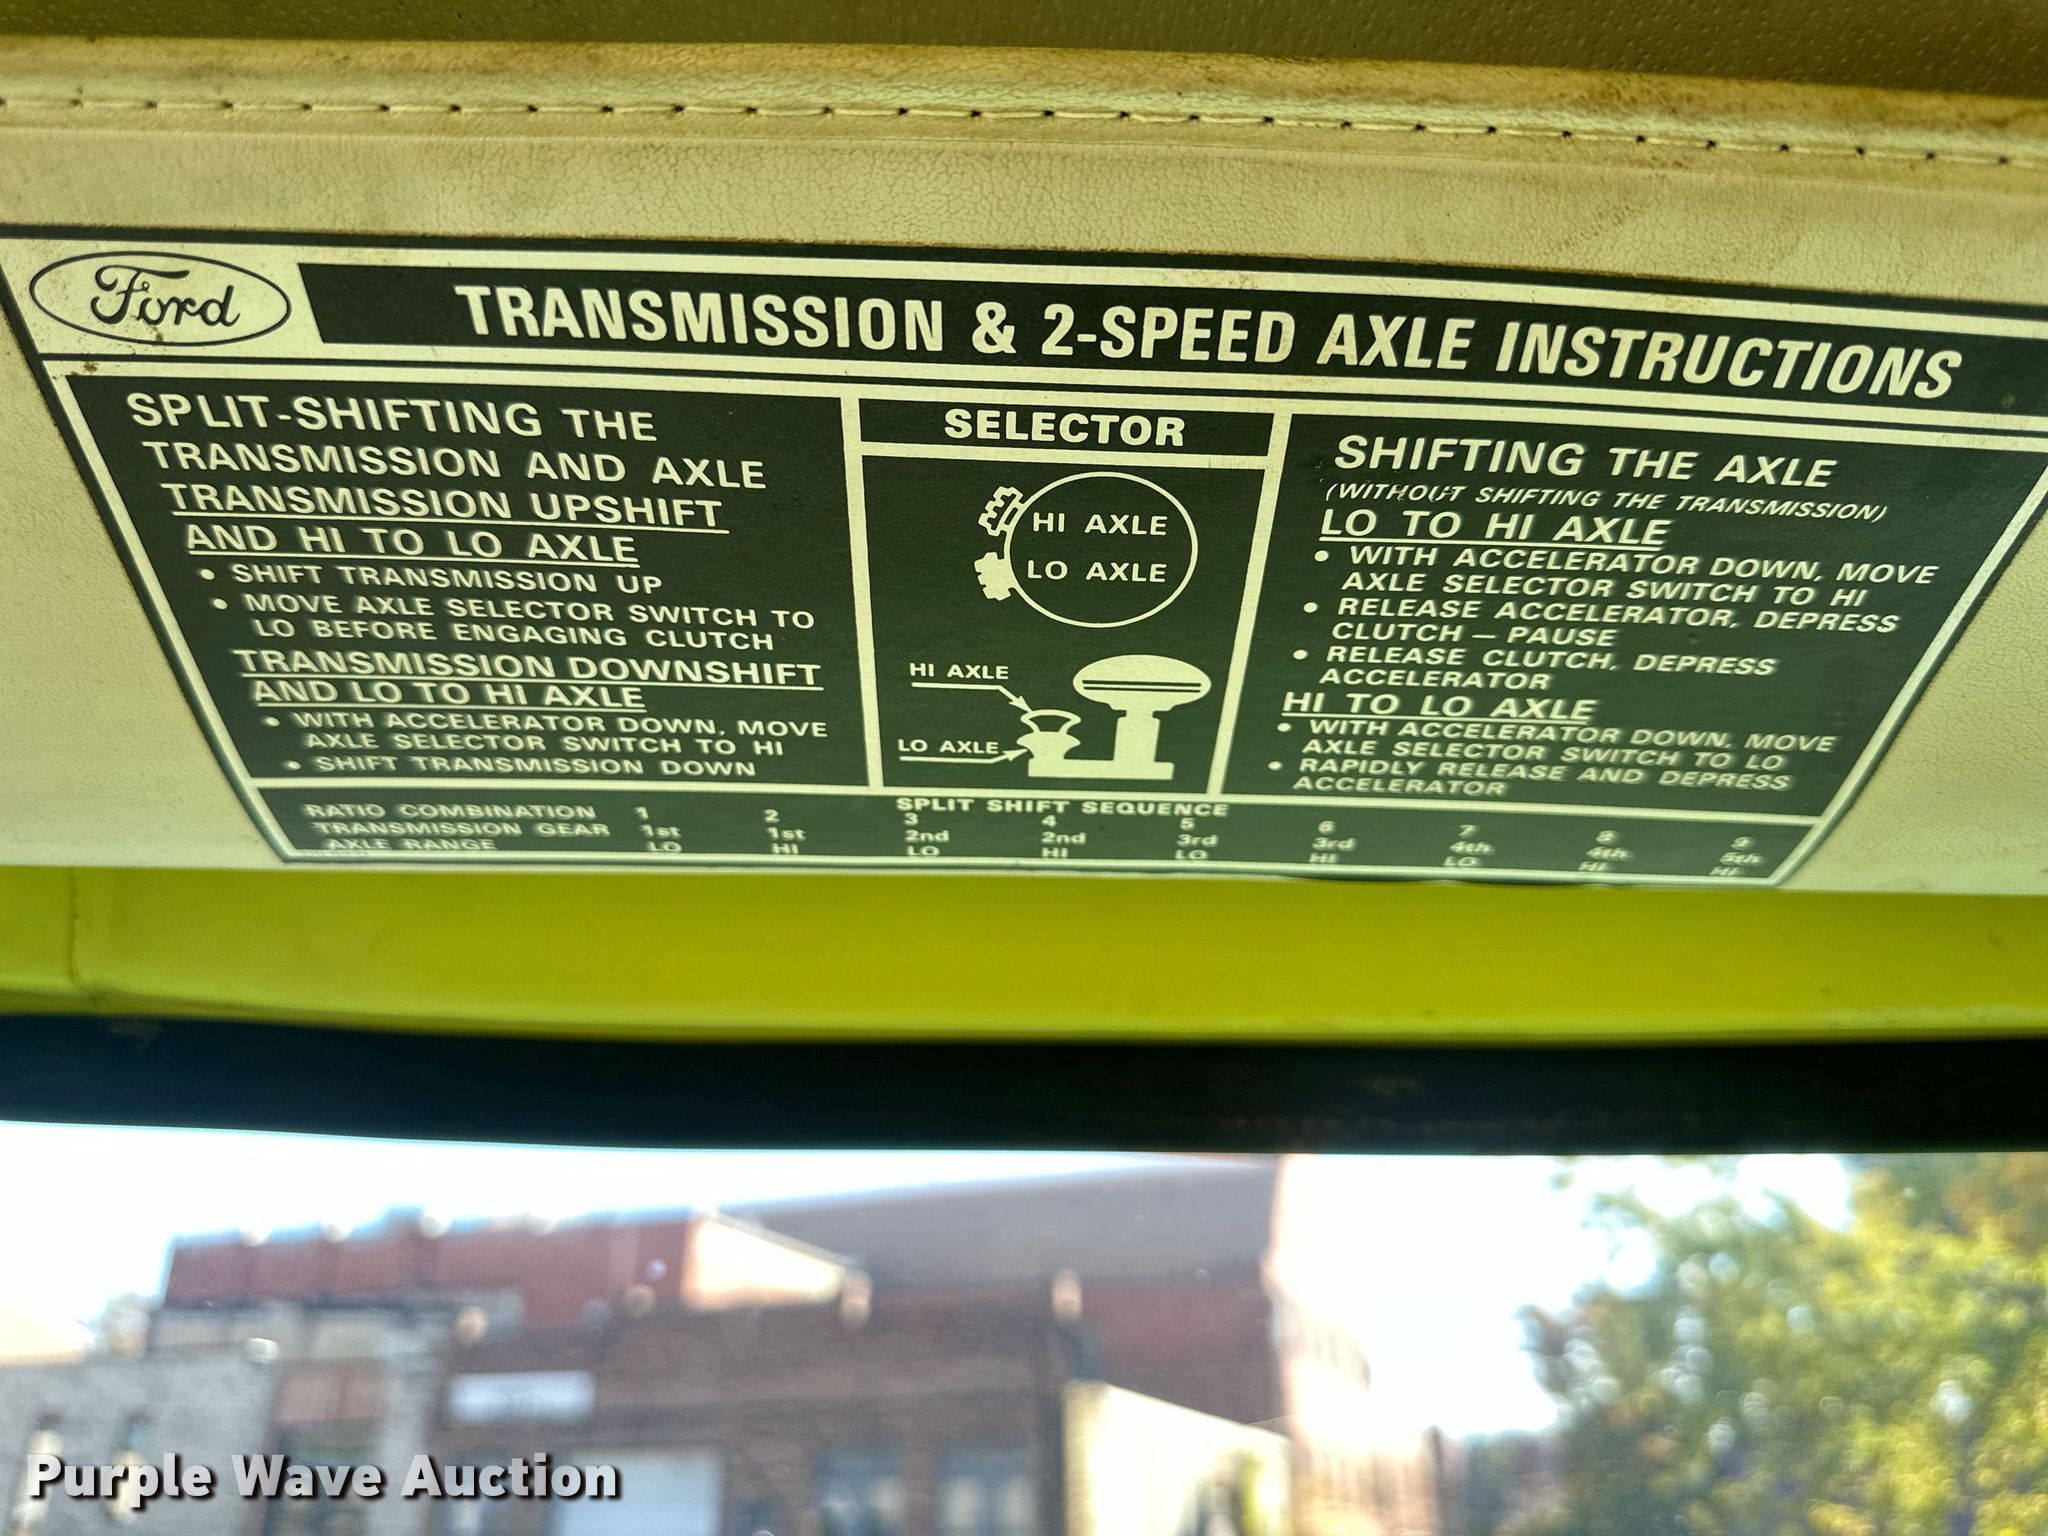 Ford
TRANSMISSION & 2-SPEED AXLE INSTRUCTIONS
SPLIT-SHIFTING THE
TRANSMISSION AND AXLE
TRANSMISSION UPSHIFT
AND HI TO LO AXLE
• SHIFT TRANSMISSION UP
• MOVE AXLE SELECTOR SWITCH TO
LO BEFORE ENGAGING CLUTCH
TRANSMISSION DOWNSHIFT
AND LO TO HI AXLE
• WITH ACCELERATOR DOWN, MOVE
AXLE SELECTOR SWITCH TO HI
• SHIFT TRANSMISSION DOWN
SELECTOR
HI AXLE
LO AXLE
HI AXLE
LO AXLE
SHIFTING THE AXLE
(WITHOUT SHIFTING THE TRANSMISSION)
LO TO HI AXLE
• WITH ACCELERATOR DOWN, MOVE
AXLE SELECTOR SWITCH TO HI
• RELEASE ACCELERATOR, DEPRESS
CLUTCH – PAUSE
• RELEASE CLUTCH, DEPRESS
ACCELERATOR
HI TO LO AXLE
• WITH ACCELERATOR DOWN, MOVE
AXLE SELECTOR SWITCH TO LO
• RAPIDLY RELEASE AND DEPRESS
ACCELERATOR
SPLIT SHIFT SEQUENCE
RATIO COMBINATION 1 2 3 4 5 6 7 8 9
TRANSMISSION GEAR 1st 1st 2nd 2nd 3rd 3rd 4th 4th 5th
AXLE RANGE LO HI LO HI LO HI LO HI HI
Purple Wave Auction